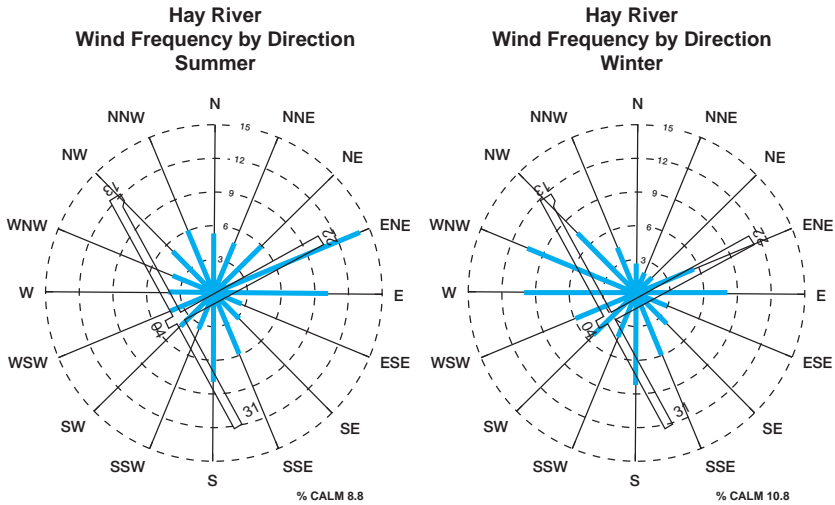 Hay River
Wind Frequency by Direction
Summer
N
NNE
NE
ENE
E
ESE
SE
SSE
S
SSW
SW
WSW
W
WNW
NW
NNW
15
12
9
6
3
13
22
04
31
% CALM 8.8
Hay River
Wind Frequency by Direction
Winter
N
NNE
NE
ENE
E
ESE
SE
SSE
S
SSW
SW
WSW
W
WNW
NW
NNW
15
12
9
6
3
13
22
04
31
% CALM 10.8